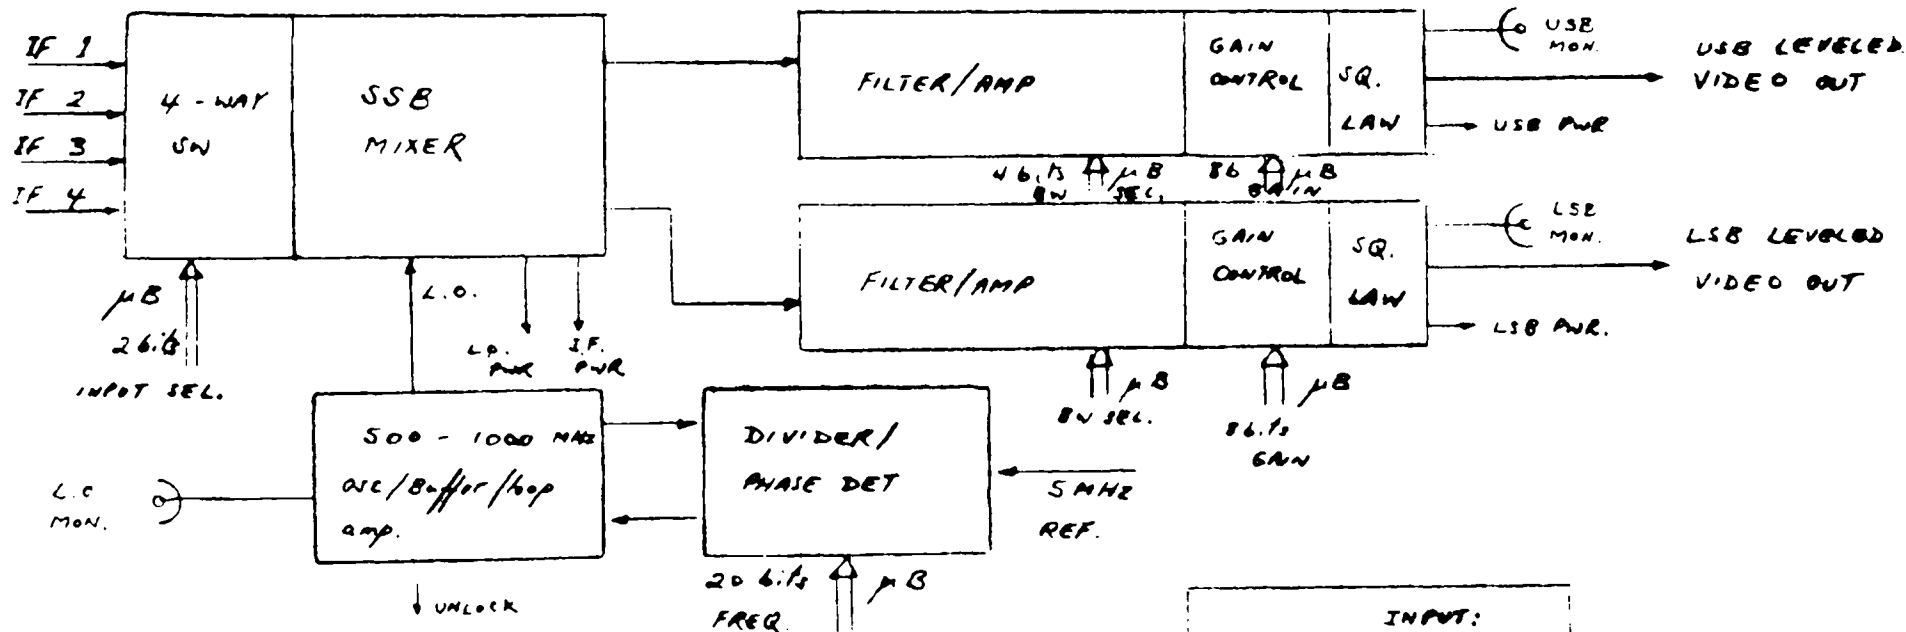 IF 1
IF 2
IF 3
IF 4
4-WAY
SW
SSB
MIXER
FILTER/AMP
GAIN
CONTROL
SQ.
LAW
USB
MON.
USB LEVELED
VIDEO OUT
USB PWR
4 bits
BW
μB
SEL.
8b
μB
GAIN
FILTER/AMP
GAIN
CONTROL
SQ.
LAW
LSB
MON.
LSB LEVELED
VIDEO OUT
LSB PWR.
μB
2 bits
INPUT SEL.
L.O.
L.O.
PWR
I.F.
PWR
μB
BW SEL.
μB
8 bits
GAIN
500 - 1000 MHz
osc/Buffer/loop
amp.
DIVIDER/
PHASE DET
5 MHz
REF.
L.O
MON.
UNLOCK
20 bits
FREQ.
μB
INPUT: